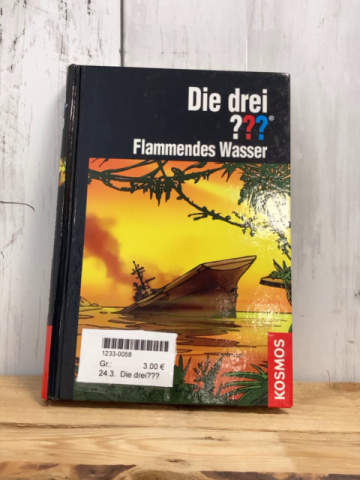 Die drei
???®
Flammendes Wasser
1233-0058
Gr.: 3.00 €
24.3. Die drei???
KOSMOS